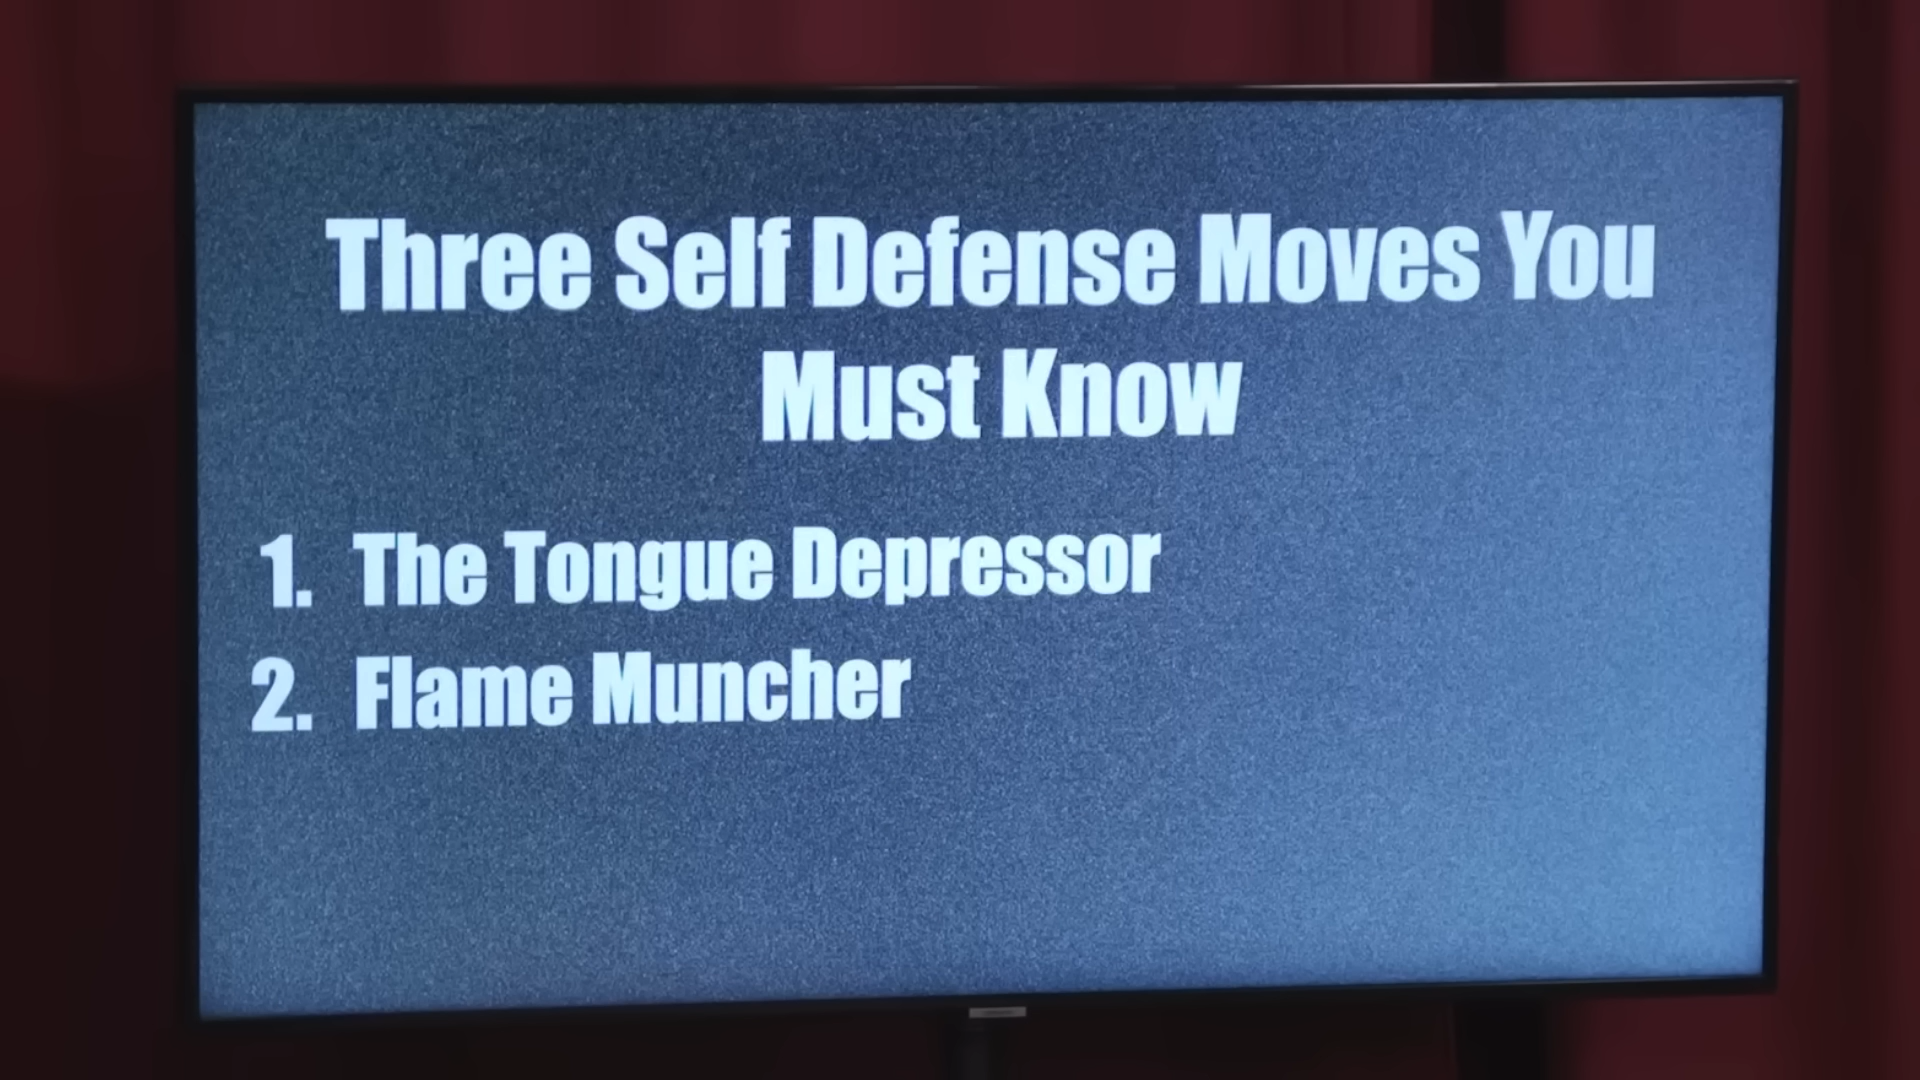 Three Self Defense Moves You
Must Know
1. The Tongue Depressor
2. Flame Muncher